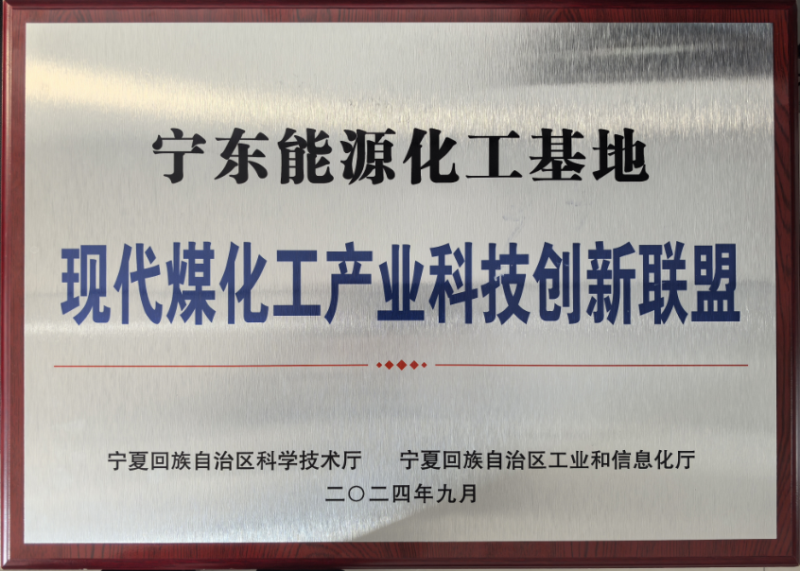 宁东能源化工基地
现代煤化工产业科技创新联盟
宁夏回族自治区科学技术厅 宁夏回族自治区工业和信息化厅
二〇二四年九月